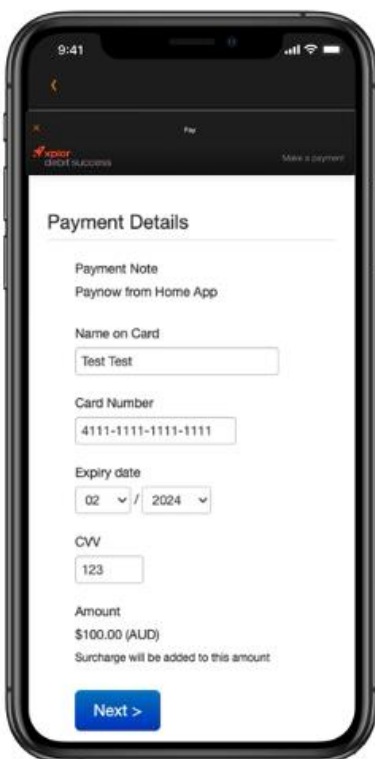 9:41
Pay
xplor
debit success
Make a payment
Payment Details
Payment Note
Paynow from Home App
Name on Card
Test Test
Card Number
4111-1111-1111-1111
Expiry date
02 / 2024
CVV
123
Amount
$100.00 (AUD)
Surcharge will be added to this amount
Next >